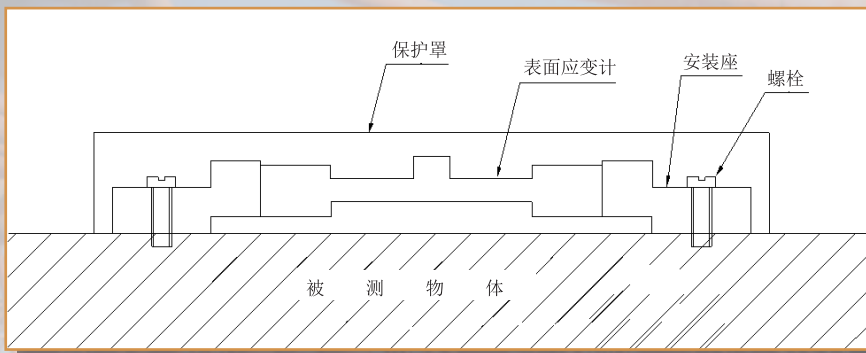 保护罩
表面应变计
安装座
螺栓
被测物体